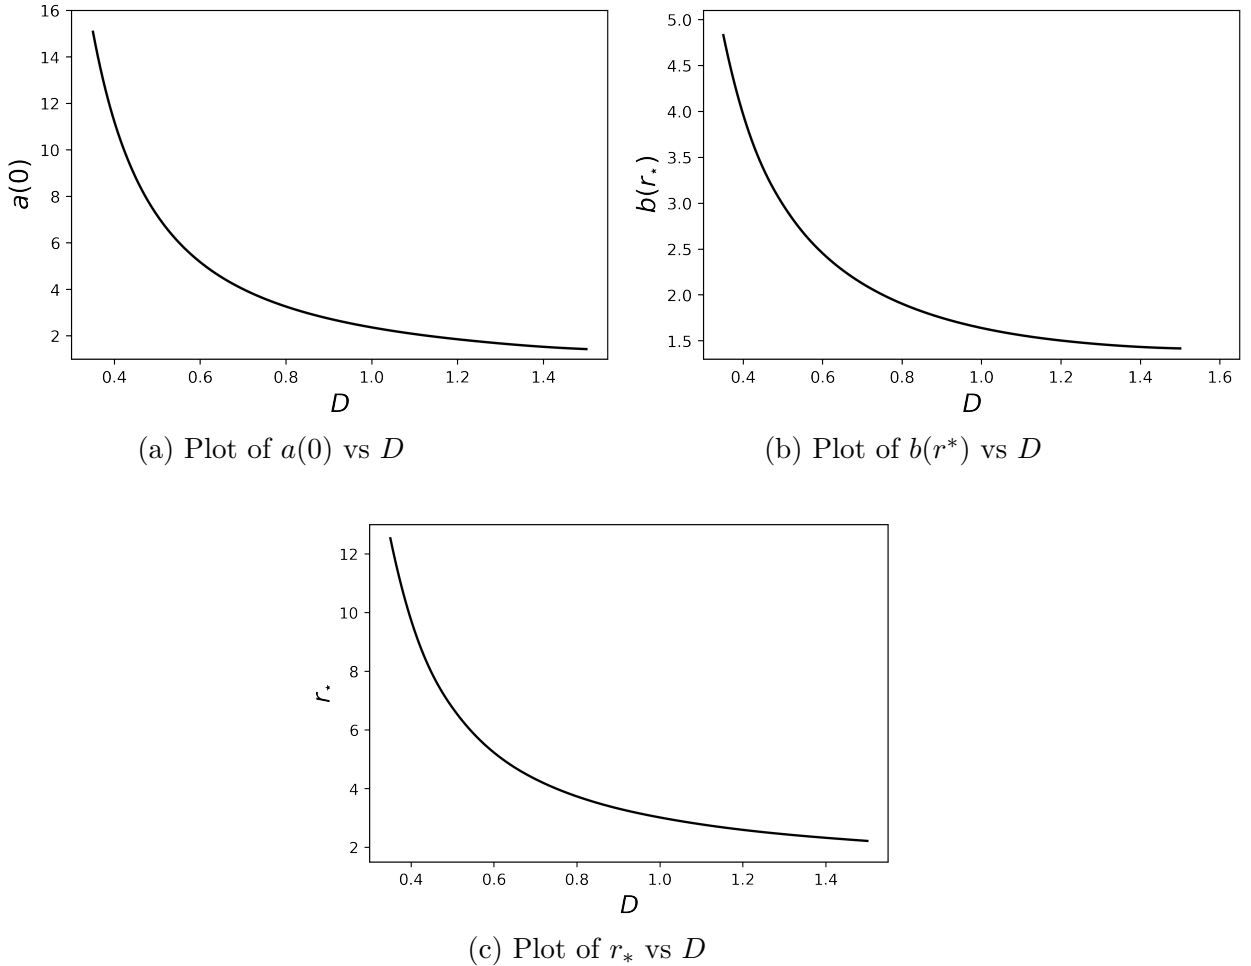 16
14
12
10
8
6
4
2
a(0)
0.4 0.6 0.8 1.0 1.2 1.4
D
(a) Plot of a(0) vs D
5.0
4.5
4.0
3.5
3.0
2.5
2.0
1.5
b(r⋆)
0.4 0.6 0.8 1.0 1.2 1.4 1.6
D
(b) Plot of b(r*) vs D
12
10
8
6
4
2
r⋆
0.4 0.6 0.8 1.0 1.2 1.4
D
(c) Plot of r∗ vs D